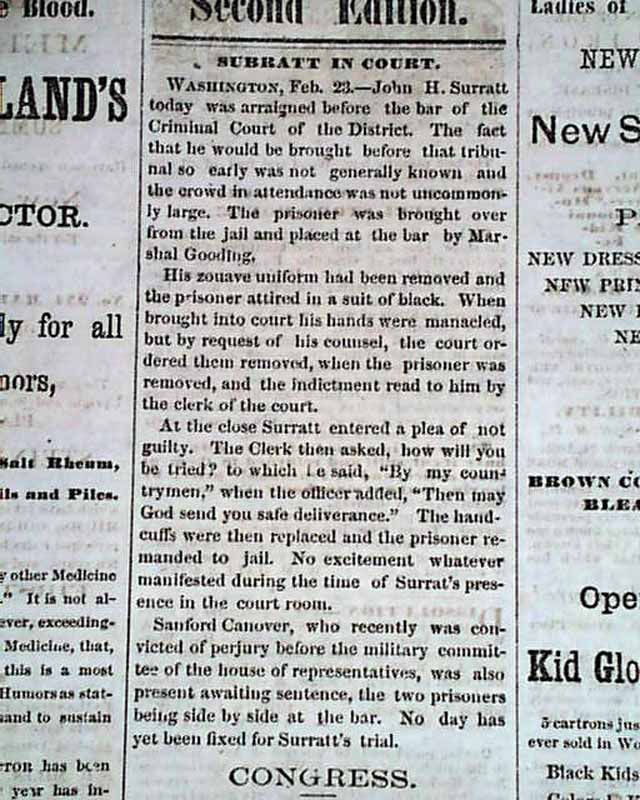 e Blood.
LAND'S
CTOR.
ly for all
nors,
Salt Rheum,
ils and Piles.
y other Medicine
." It is not al-
ever, exceeding-
Medicine, that,
this is a most
Humors as stat-
and to sustain
rron has been
year has in-
Second Edition.
SURRATT IN COURT.
WASHINGTON, Feb. 23.—John H. Surratt
today was arraigned before the bar of the
Criminal Court of the District. The fact
that he would be brought before that tribu-
nal so early was not generally known and
the crowd in attendance was not uncommon-
ly large. The prisoner was brought over
from the jail and placed at the bar by Mar-
shal Gooding.
His zouave uniform had been removed and
the prisoner attired in a suit of black. When
brought into court his hands were manacled,
but by request of his counsel, the court or-
dered them removed, when the prisoner was
removed, and the indictment read to him by
the clerk of the court.
At the close Surratt entered a plea of not
guilty. The Clerk then asked, how will you
be tried? to which he said, "By my coun-
trymen," when the officer added, "Then may
God send you safe deliverance." The hand-
cuffs were then replaced and the prisoner re-
manded to jail. No excitement whatever
manifested during the time of Surrat's pres-
ence in the court room.
Sanford Canover, who recently was con-
victed of perjury before the military commit-
tee of the house of representatives, was also
present awaiting sentence, the two prisoners
being side by side at the bar. No day has
yet been fixed for Surratt's trial.
CONGRESS.
Ladies of
NEW
New S
P
NEW DRESS
NEW PRI
NEW
NE
BROWN CO
BLEA
Ope
Kid Glo
5 cartrons jus
ever sold in Wo
Black Kids